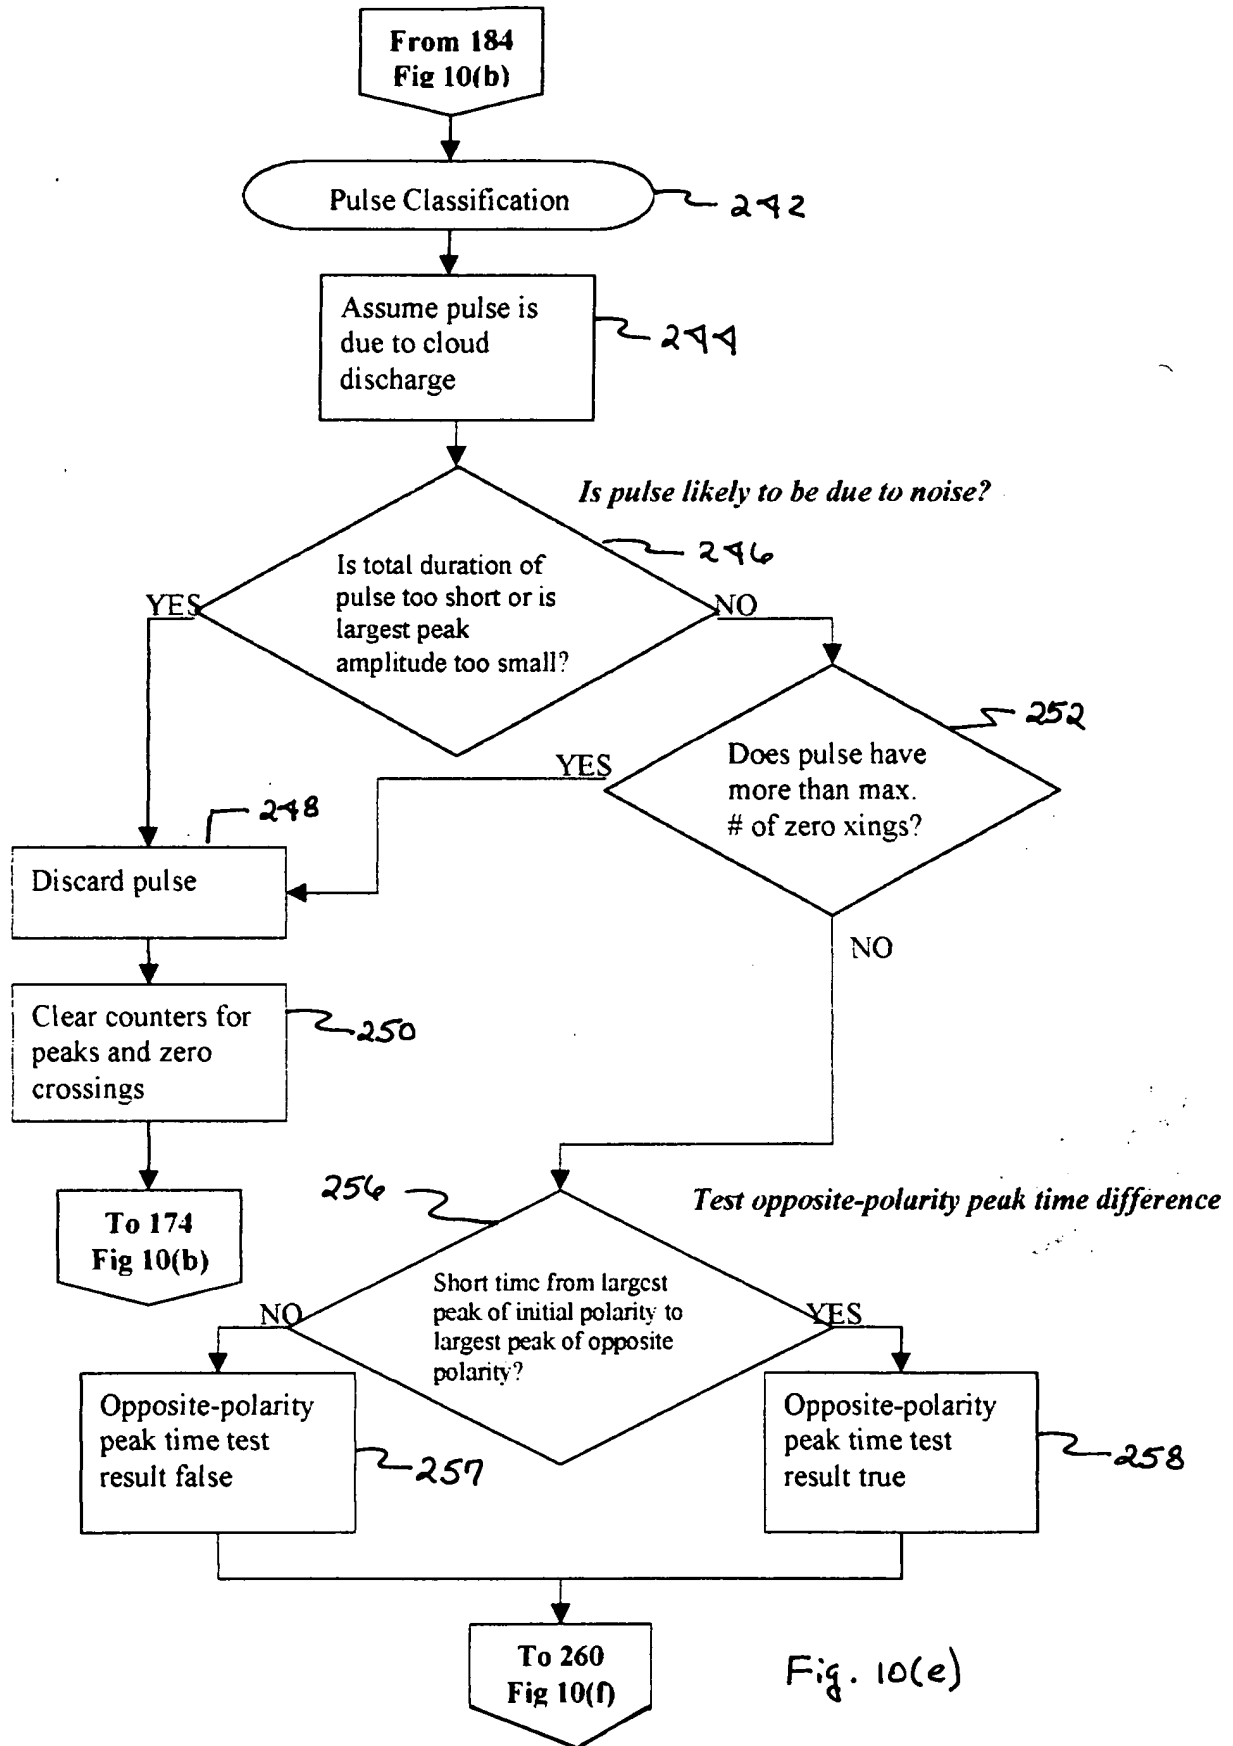 From 184
Fig 10(b)
Pulse Classification
242
Assume pulse is
due to cloud
discharge
244
Is pulse likely to be due to noise?
246
Is total duration of
pulse too short or is
largest peak
amplitude too small?
YES
NO
252
Does pulse have
more than max.
# of zero xings?
YES
248
Discard pulse
NO
Clear counters for
peaks and zero
crossings
250
To 174
Fig 10(b)
256
Test opposite-polarity peak time difference
Short time from largest
peak of initial polarity to
largest peak of opposite
polarity?
NO
YES
Opposite-polarity
peak time test
result false
257
Opposite-polarity
peak time test
result true
258
To 260
Fig 10(f)
Fig. 10(e)